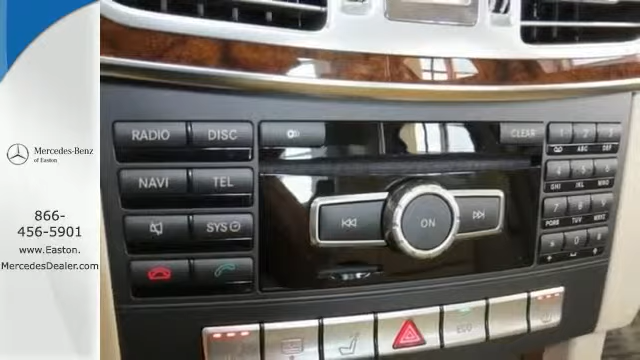 Mercedes-Benz
of Easton
866-
456-5901
www.Easton.
MercedesDealer.com
RADIO DISC CLEAR 1 2 3
ABC DEF
NAVI TEL 4 5 6
GHI JKL MNO
SYS ON 7 8 9
PQRS TUV WXYZ
* 0 #
ECO